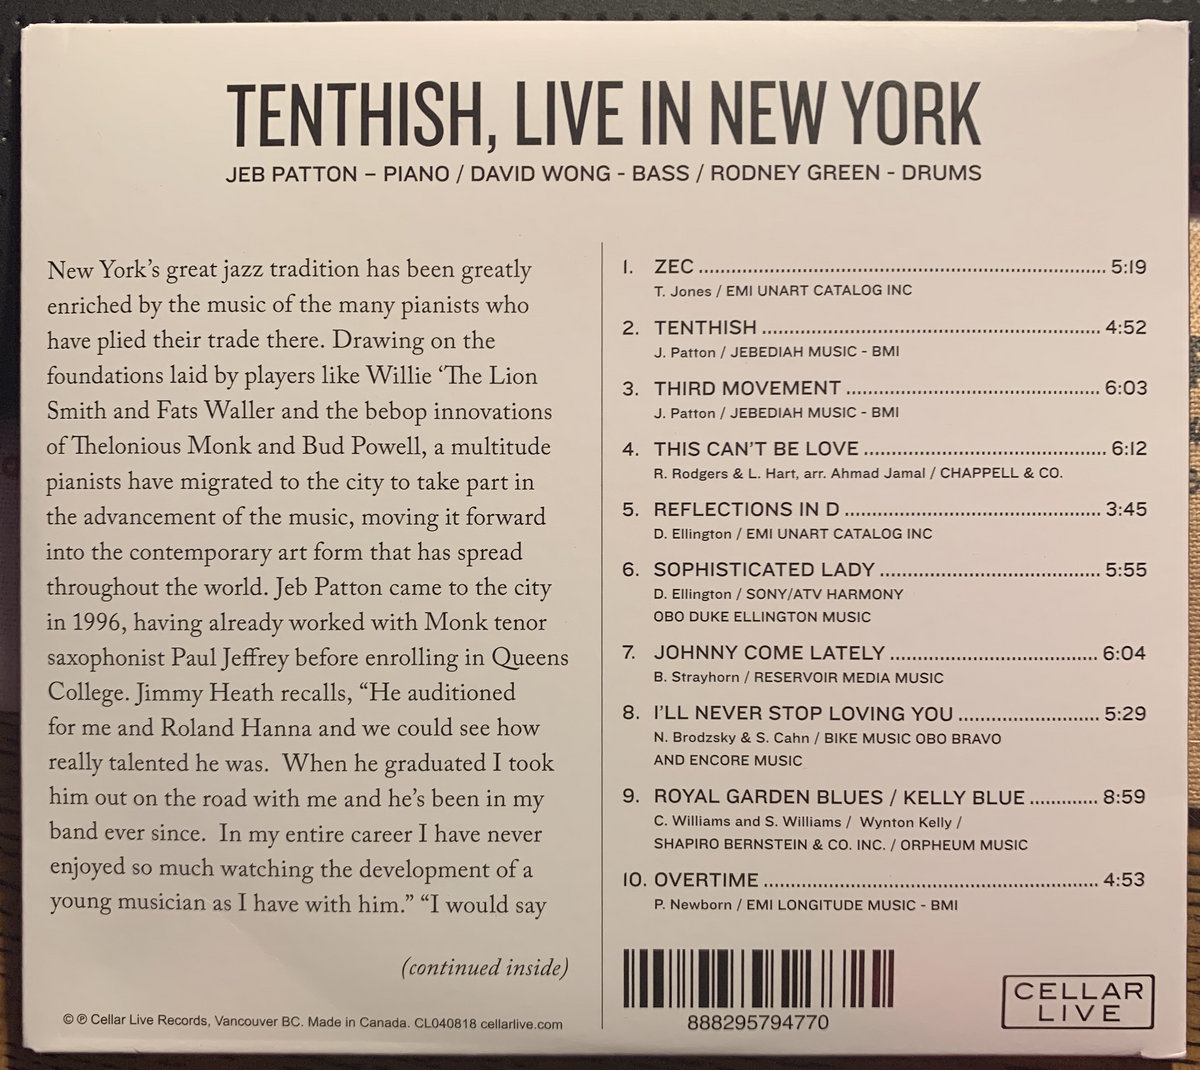 TENTHISH, LIVE IN NEW YORK
JEB PATTON – PIANO / DAVID WONG - BASS / RODNEY GREEN - DRUMS
New York's great jazz tradition has been greatly
enriched by the music of the many pianists who
have plied their trade there. Drawing on the
foundations laid by players like Willie ‘The Lion
Smith and Fats Waller and the bebop innovations
of Thelonious Monk and Bud Powell, a multitude
pianists have migrated to the city to take part in
the advancement of the music, moving it forward
into the contemporary art form that has spread
throughout the world. Jeb Patton came to the city
in 1996, having already worked with Monk tenor
saxophonist Paul Jeffrey before enrolling in Queens
College. Jimmy Heath recalls, “He auditioned
for me and Roland Hanna and we could see how
really talented he was.  When he graduated I took
him out on the road with me and he's been in my
band ever since.  In my entire career I have never
enjoyed so much watching the development of a
young musician as I have with him.” “I would say
(continued inside)
© ℗ Cellar Live Records, Vancouver BC. Made in Canada. CL040818 cellarlive.com
1. ZEC ........ 5:19
T. Jones / EMI UNART CATALOG INC
2. TENTHISH ........ 4:52
J. Patton / JEBEDIAH MUSIC - BMI
3. THIRD MOVEMENT ........ 6:03
J. Patton / JEBEDIAH MUSIC - BMI
4. THIS CAN'T BE LOVE ........ 6:12
R. Rodgers & L. Hart, arr. Ahmad Jamal / CHAPPELL & CO.
5. REFLECTIONS IN D ........ 3:45
D. Ellington / EMI UNART CATALOG INC
6. SOPHISTICATED LADY ........ 5:55
D. Ellington / SONY/ATV HARMONY
OBO DUKE ELLINGTON MUSIC
7. JOHNNY COME LATELY ........ 6:04
B. Strayhorn / RESERVOIR MEDIA MUSIC
8. I'LL NEVER STOP LOVING YOU ........ 5:29
N. Brodzsky & S. Cahn / BIKE MUSIC OBO BRAVO
AND ENCORE MUSIC
9. ROYAL GARDEN BLUES / KELLY BLUE ........ 8:59
C. Williams and S. Williams /  Wynton Kelly /
SHAPIRO BERNSTEIN & CO. INC. / ORPHEUM MUSIC
10. OVERTIME ........ 4:53
P. Newborn / EMI LONGITUDE MUSIC - BMI
888295794770
CELLAR
LIVE